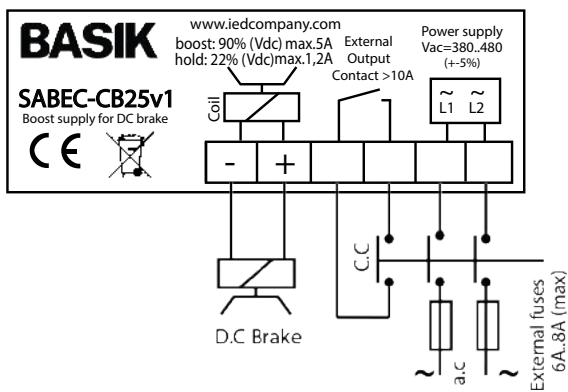 BASIK
www.iedcompany.com
boost: 90% (Vdc) max.5A
hold: 22% (Vdc)max.1,2A
External
Output
Contact >10A
Power supply
Vac=380..480
(+-5%)
SABEC-CB25v1
Boost supply for DC brake
CE
Coil
~ ~
L1 L2
- +
C.C
D.C Brake
~ a.c ~
External fuses
6A..8A (max)